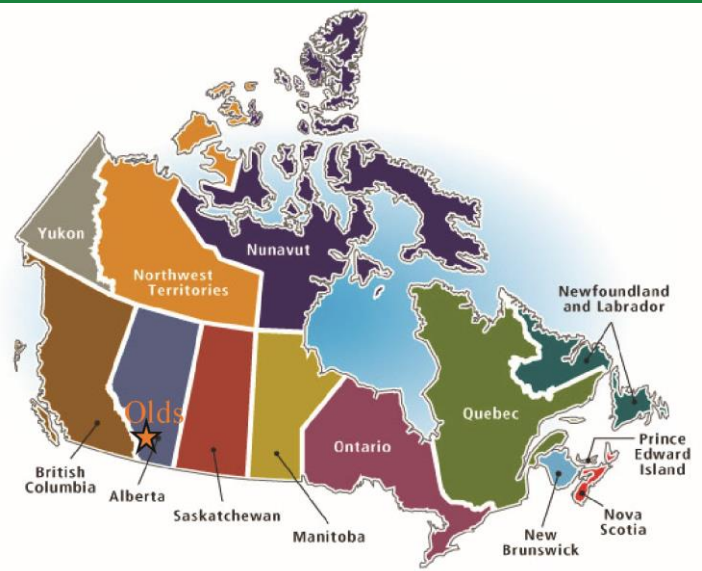 Yukon
Northwest
Territories
Nunavut
Newfoundland
and Labrador
Olds
Quebec
Ontario
Prince
Edward
Island
British
Columbia
Alberta
Saskatchewan
Manitoba
New
Brunswick
Nova
Scotia